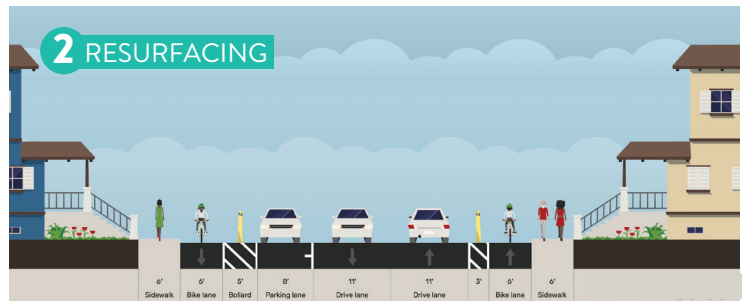 2 RESURFACING
6' 6' 5' 8' 11' 11' 3' 6' 6'
Sidewalk Bike lane Bollard Parking lane Drive lane Drive lane Bike lane Sidewalk